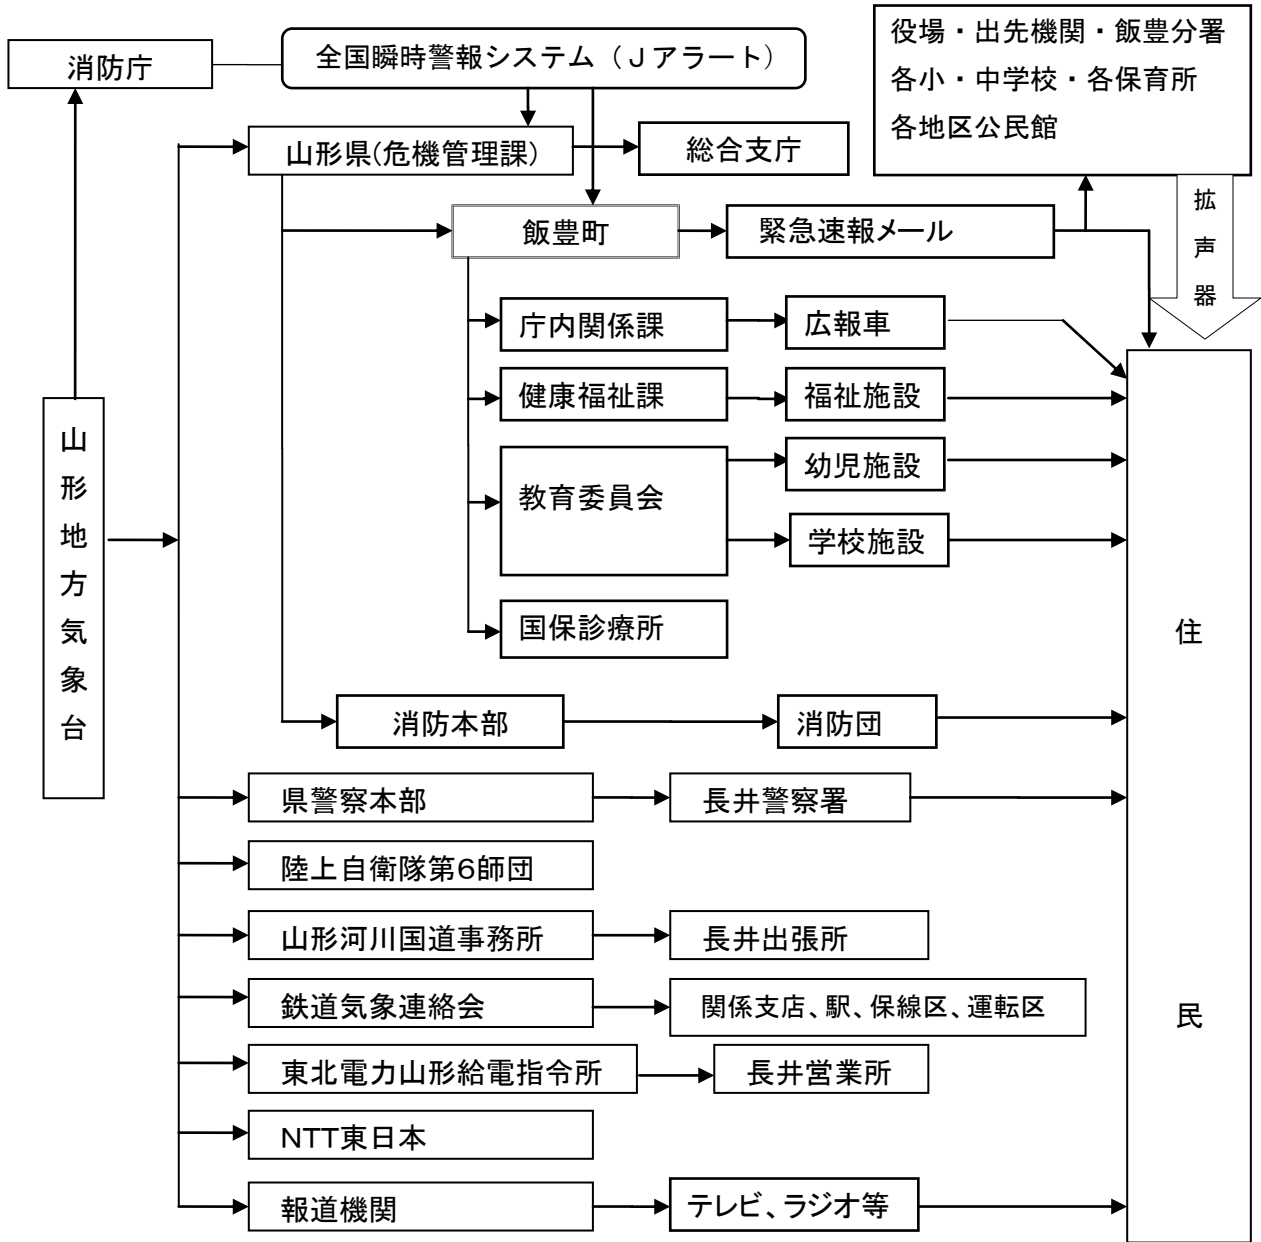 消防庁
全国瞬時警報システム（Jアラート）
役場・出先機関・飯豊分署
各小・中学校・各保育所
各地区公民館
山形県(危機管理課)
総合支庁
拡声器
飯豊町
緊急速報メール
庁内関係課
広報車
健康福祉課
福祉施設
教育委員会
幼児施設
学校施設
国保診療所
山形地方気象台
住民
消防本部
消防団
県警察本部
長井警察署
陸上自衛隊第6師団
山形河川国道事務所
長井出張所
鉄道気象連絡会
関係支店、駅、保線区、運転区
東北電力山形給電指令所
長井営業所
NTT東日本
報道機関
テレビ、ラジオ等